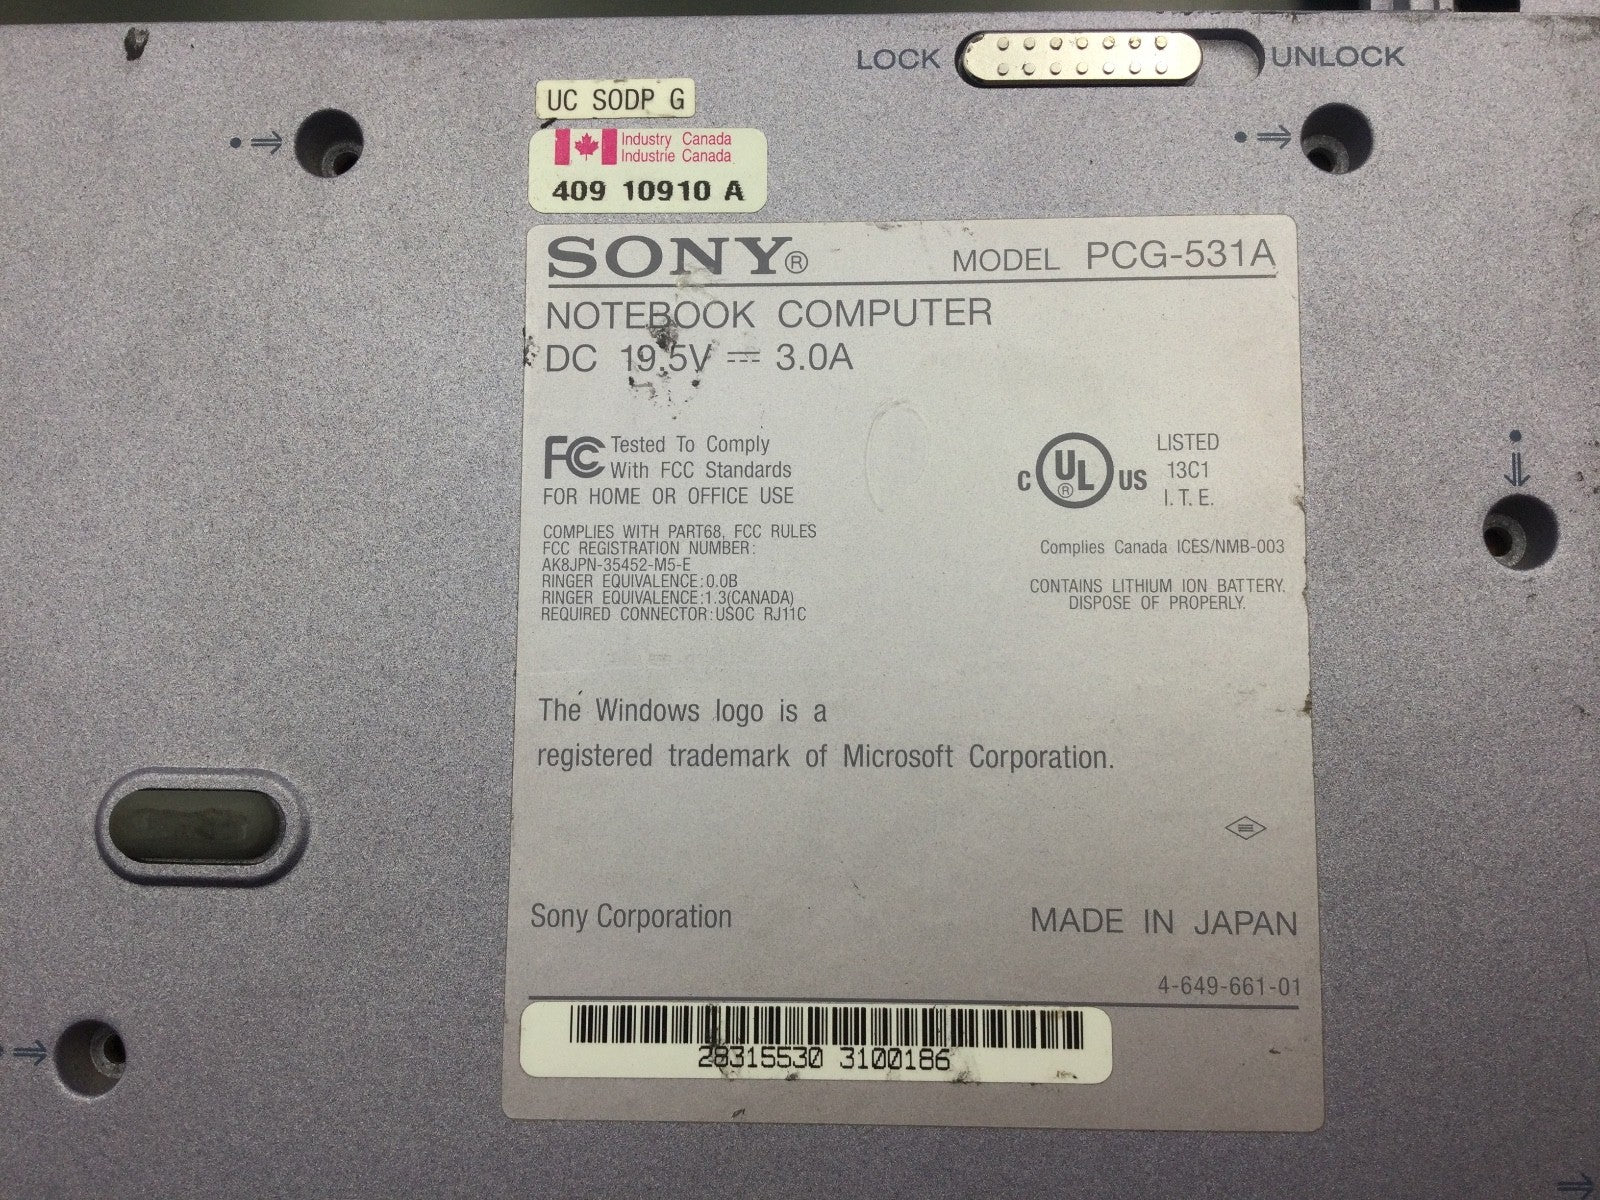 LOCK UNLOCK
UC SODP G
Industry Canada
Industrie Canada
409 10910 A
SONY® MODEL PCG-531A
NOTEBOOK COMPUTER
DC 19.5V ⎓ 3.0A
FC Tested To Comply
With FCC Standards
FOR HOME OR OFFICE USE
COMPLIES WITH PART68, FCC RULES
FCC REGISTRATION NUMBER:
AK8JPN-35452-M5-E
RINGER EQUIVALENCE:0.0B
RINGER EQUIVALENCE:1.3(CANADA)
REQUIRED CONNECTOR:USOC RJ11C
C UL® US
LISTED
13C1
I.T.E.
Complies Canada ICES/NMB-003
CONTAINS LITHIUM ION BATTERY.
DISPOSE OF PROPERLY.
The Windows logo is a
registered trademark of Microsoft Corporation.
Sony Corporation MADE IN JAPAN
4-649-661-01
28315530 3100186